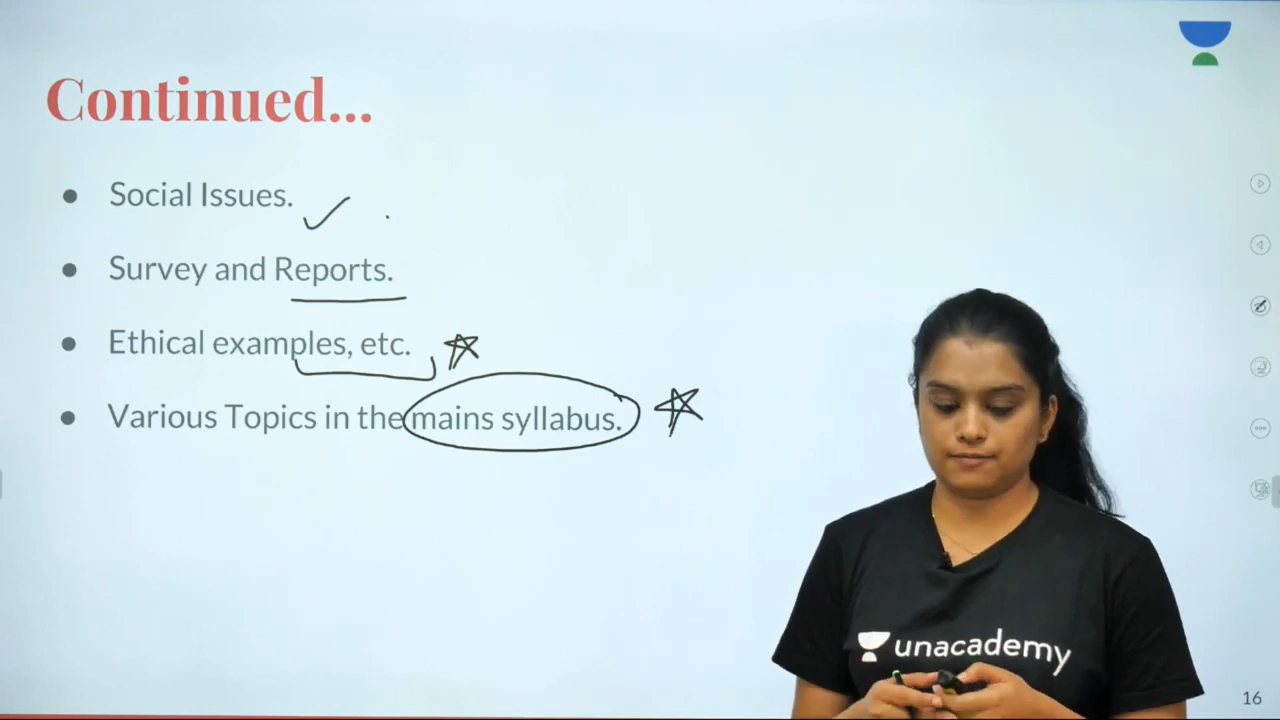 Continued...
Social Issues.
Survey and Reports.
Ethical examples, etc.
Various Topics in the mains syllabus.
unacademy
16